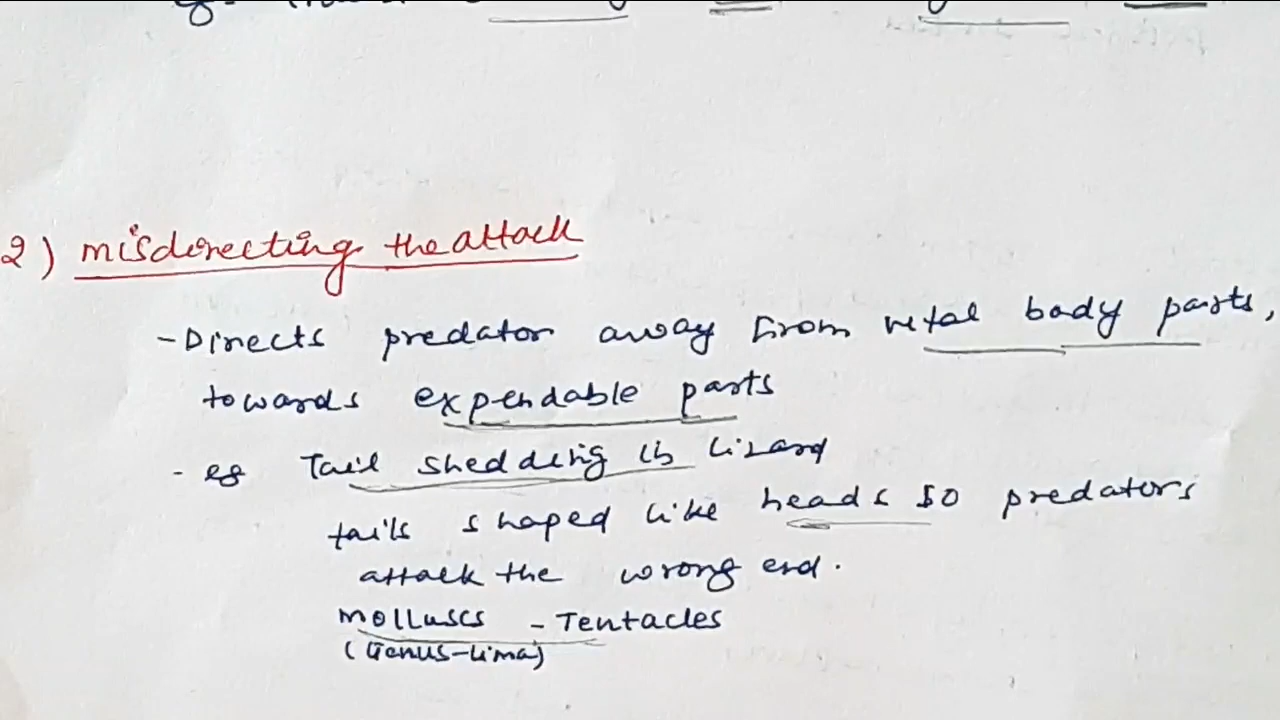 2) misdirecting the attack
- Directs predator away from vital body parts,
towards expendable parts
- eg Tail shedding in lizard
tails shaped like heads so predators
attack the wrong end.
molluscs - Tentacles
(Genus-Lima)